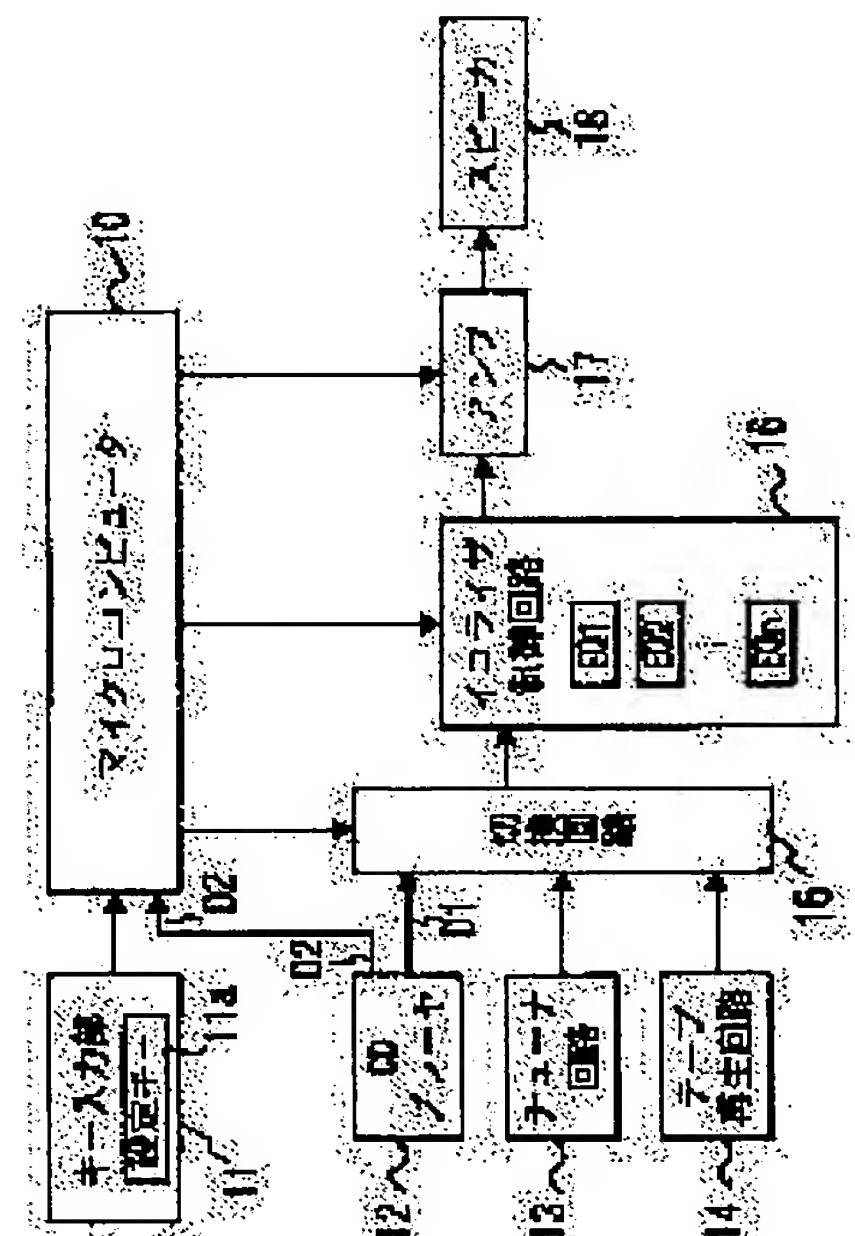 キー入力部
設定キー
11a
11
マイクロコンピュータ
10
D2
D2
D1
CD
プレーヤ
12
チューナ
回路
13
テープ
再生回路
14
切換回路
15
イコライザ
制御回路
EQ1
EQ2
EQn
16
アンプ
17
スピーカ
18